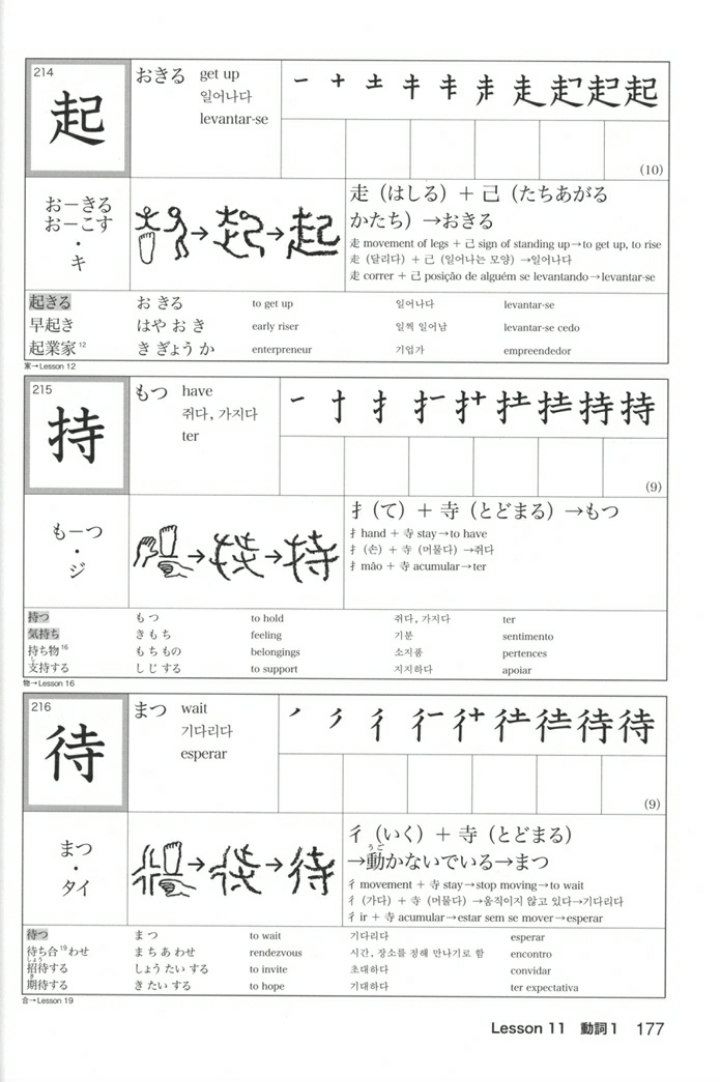 214
起
おきる get up
일어나다
levantar-se
一 十 土 キ キ 走 走 起 起 起
(10)
おーきる
おーこす
・
キ
走（はしる）＋ 己（たちあがる
かたち）→おきる
走 movement of legs + 己 sign of standing up→to get up, to rise
走 (달리다) + 己 (일어나는 모양) →일어나다
走 correr + 己 posição de alguém se levantando→levantar-se
起きる おきる to get up 일어나다 levantar-se
早起き はや おき early riser 일찍 일어남 levantar-se cedo
起業家12 き ぎょう か enterpreneur 기업가 empreendedor
家→Lesson 12
215
持
もつ have
쥐다, 가지다
ter
持 持
(9)
もーつ
・
ジ
扌（て）＋ 寺（とどまる）→もつ
扌 hand + 寺 stay→to have
扌 (손) + 寺 (머물다) →쥐다
扌 mão + 寺 acumular→ter
持つ もつ to hold 쥐다, 가지다 ter
気持ち きもち feeling 기분 sentimento
持ち物16 もちもの belongings 소지품 pertences
支持する しじする to support 지지하다 apoiar
物→Lesson 16
216
待
まつ wait
기다리다
esperar
待 待
(9)
まつ
・
タイ
彳（いく）＋ 寺（とどまる）
→動かないでいる→まつ
彳 movement + 寺 stay→stop moving→to wait
彳 (가다) + 寺 (머물다) →움직이지 않고 있다→기다리다
彳 ir + 寺 acumular→estar sem se mover→esperar
待つ まつ to wait 기다리다 esperar
待ち合19わせ まちあわせ rendezvous 시간, 장소를 정해 만나기로 함 encontro
招待する しょうたいする to invite 초대하다 convidar
期待する きたいする to hope 기대하다 ter expectativa
合→Lesson 19
Lesson 11 動詞1 177